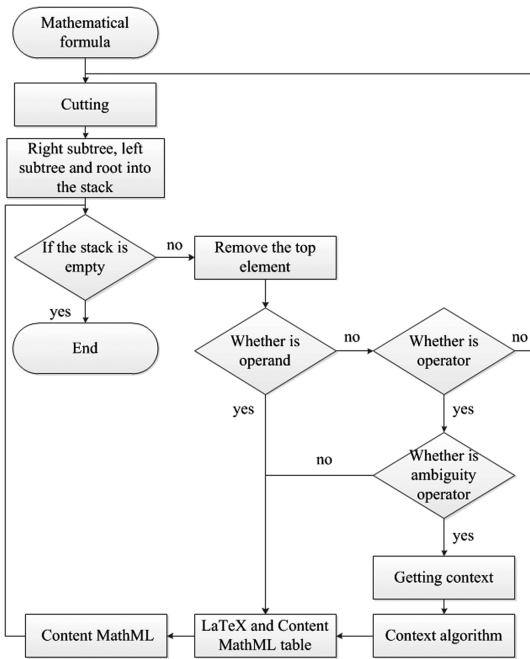 Mathematical
formula
Cutting
Right subtree, left
subtree and root into
the stack
If the stack is
empty
no
Remove the top
element
yes
End
Whether is
operand
no
Whether is
operator
no
yes
yes
no
Whether is
ambiguity
operator
yes
Getting context
Content MathML
LaTeX and Content
MathML table
Context algorithm